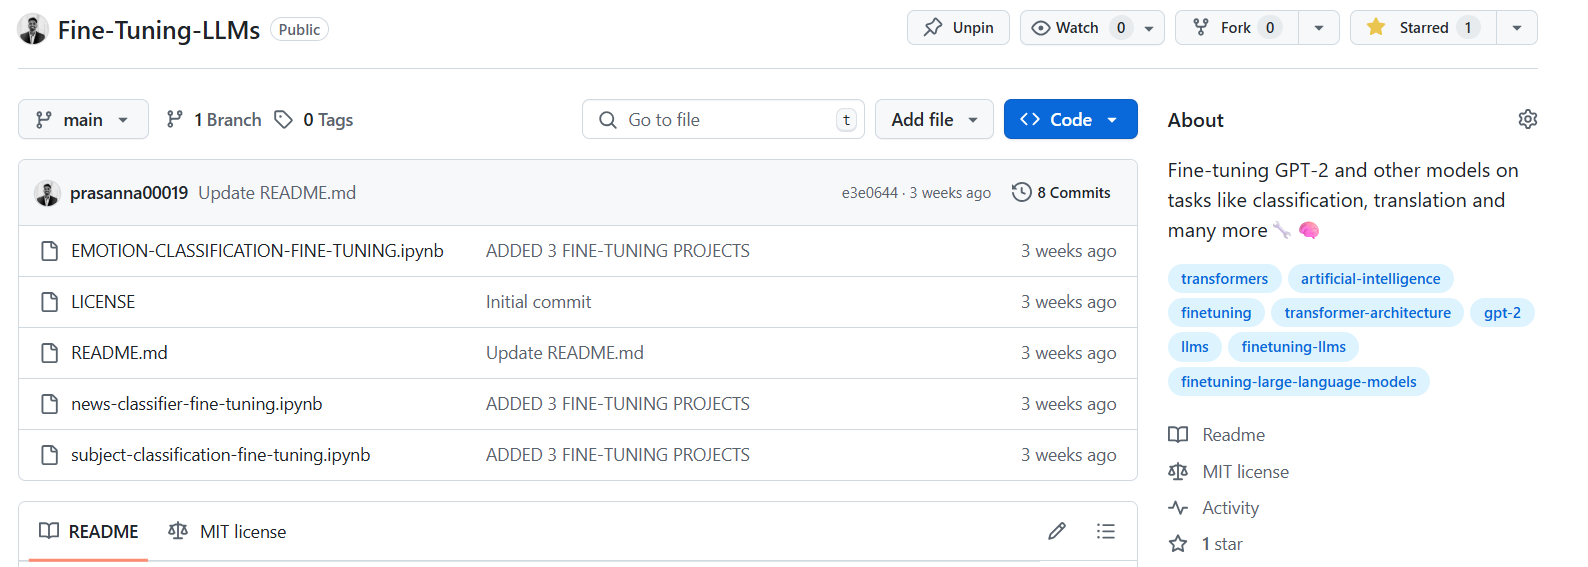 Fine-Tuning-LLMs Public Unpin Watch 0 Fork 0 Starred 1
main 1 Branch 0 Tags Go to file t Add file Code
prasanna00019 Update README.md e3e0644 · 3 weeks ago 8 Commits
EMOTION-CLASSIFICATION-FINE-TUNING.ipynb ADDED 3 FINE-TUNING PROJECTS 3 weeks ago
LICENSE Initial commit 3 weeks ago
README.md Update README.md 3 weeks ago
news-classifier-fine-tuning.ipynb ADDED 3 FINE-TUNING PROJECTS 3 weeks ago
subject-classification-fine-tuning.ipynb ADDED 3 FINE-TUNING PROJECTS 3 weeks ago
README MIT license
About
Fine-tuning GPT-2 and other models on
tasks like classification, translation and
many more 🔧 🧠
transformers artificial-intelligence
finetuning transformer-architecture gpt-2
llms finetuning-llms
finetuning-large-language-models
Readme
MIT license
Activity
1 star